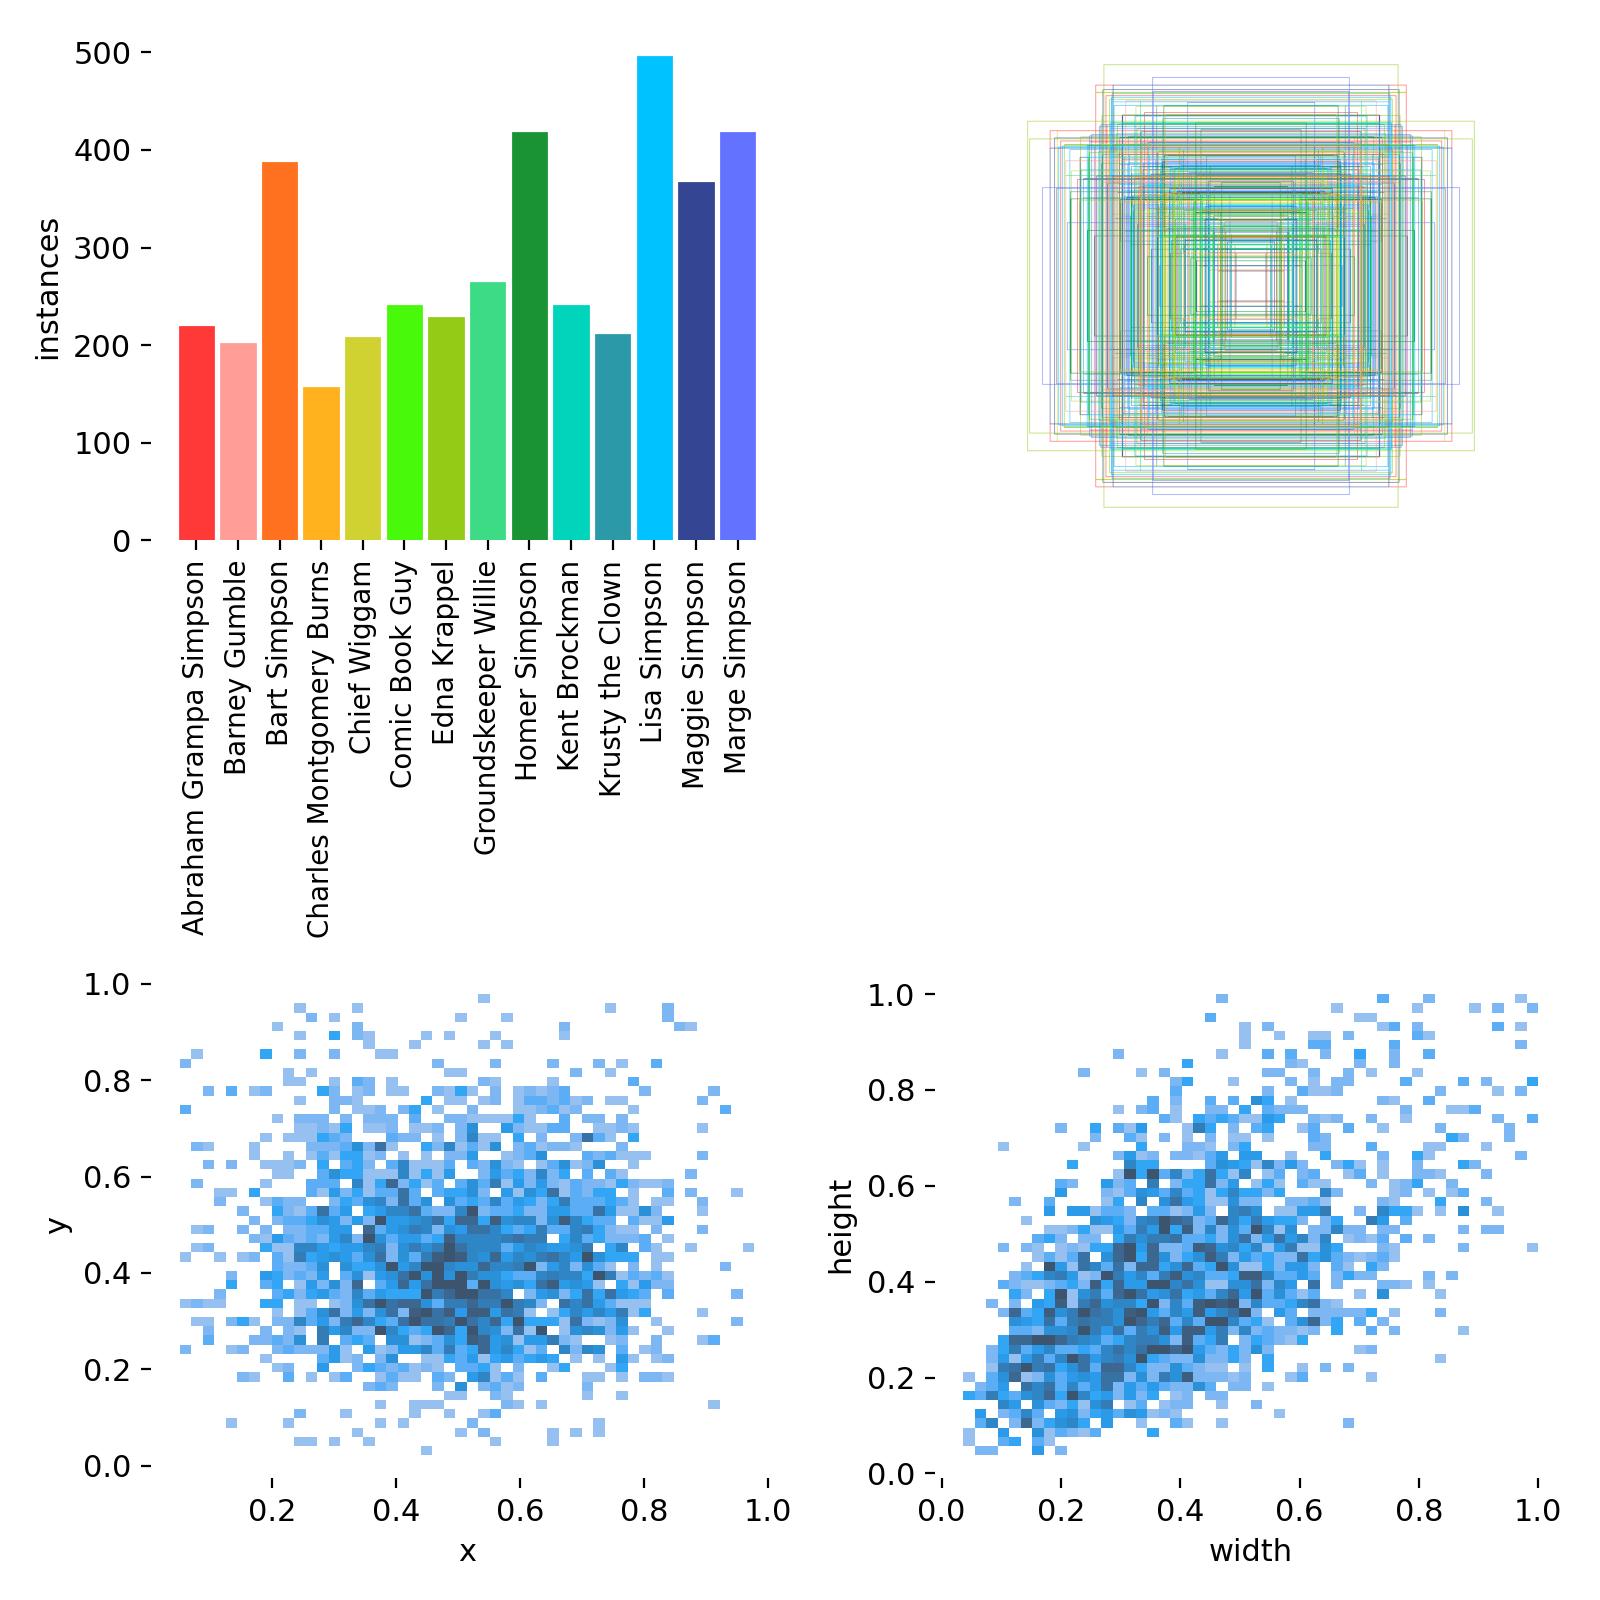 500
400
300
200
100
0
instances
Abraham Grampa Simpson
Barney Gumble
Bart Simpson
Charles Montgomery Burns
Chief Wiggam
Comic Book Guy
Edna Krappel
Groundskeeper Willie
Homer Simpson
Kent Brockman
Krusty the Clown
Lisa Simpson
Maggie Simpson
Marge Simpson
1.0
0.8
0.6
0.4
0.2
0.0
y
0.2 0.4 0.6 0.8 1.0
x
1.0
0.8
0.6
0.4
0.2
0.0
height
0.0 0.2 0.4 0.6 0.8 1.0
width